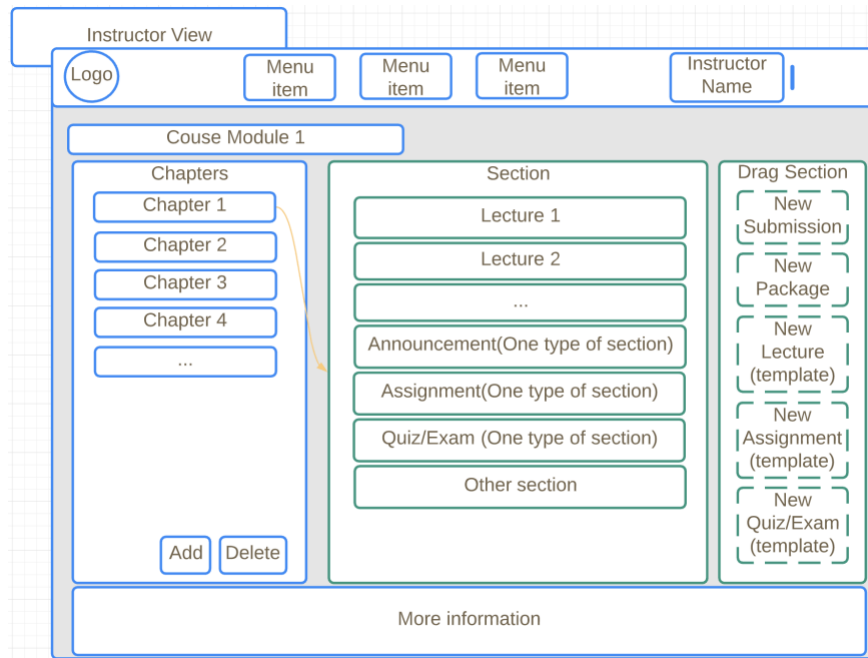 Instructor View
Logo
Menu
item
Menu
item
Menu
item
Instructor
Name
Couse Module 1
Chapters
Chapter 1
Chapter 2
Chapter 3
Chapter 4
...
Add
Delete
Section
Lecture 1
Lecture 2
...
Announcement(One type of section)
Assignment(One type of section)
Quiz/Exam (One type of section)
Other section
Drag Section
New
Submission
New
Package
New
Lecture
(template)
New
Assignment
(template)
New
Quiz/Exam
(template)
More information